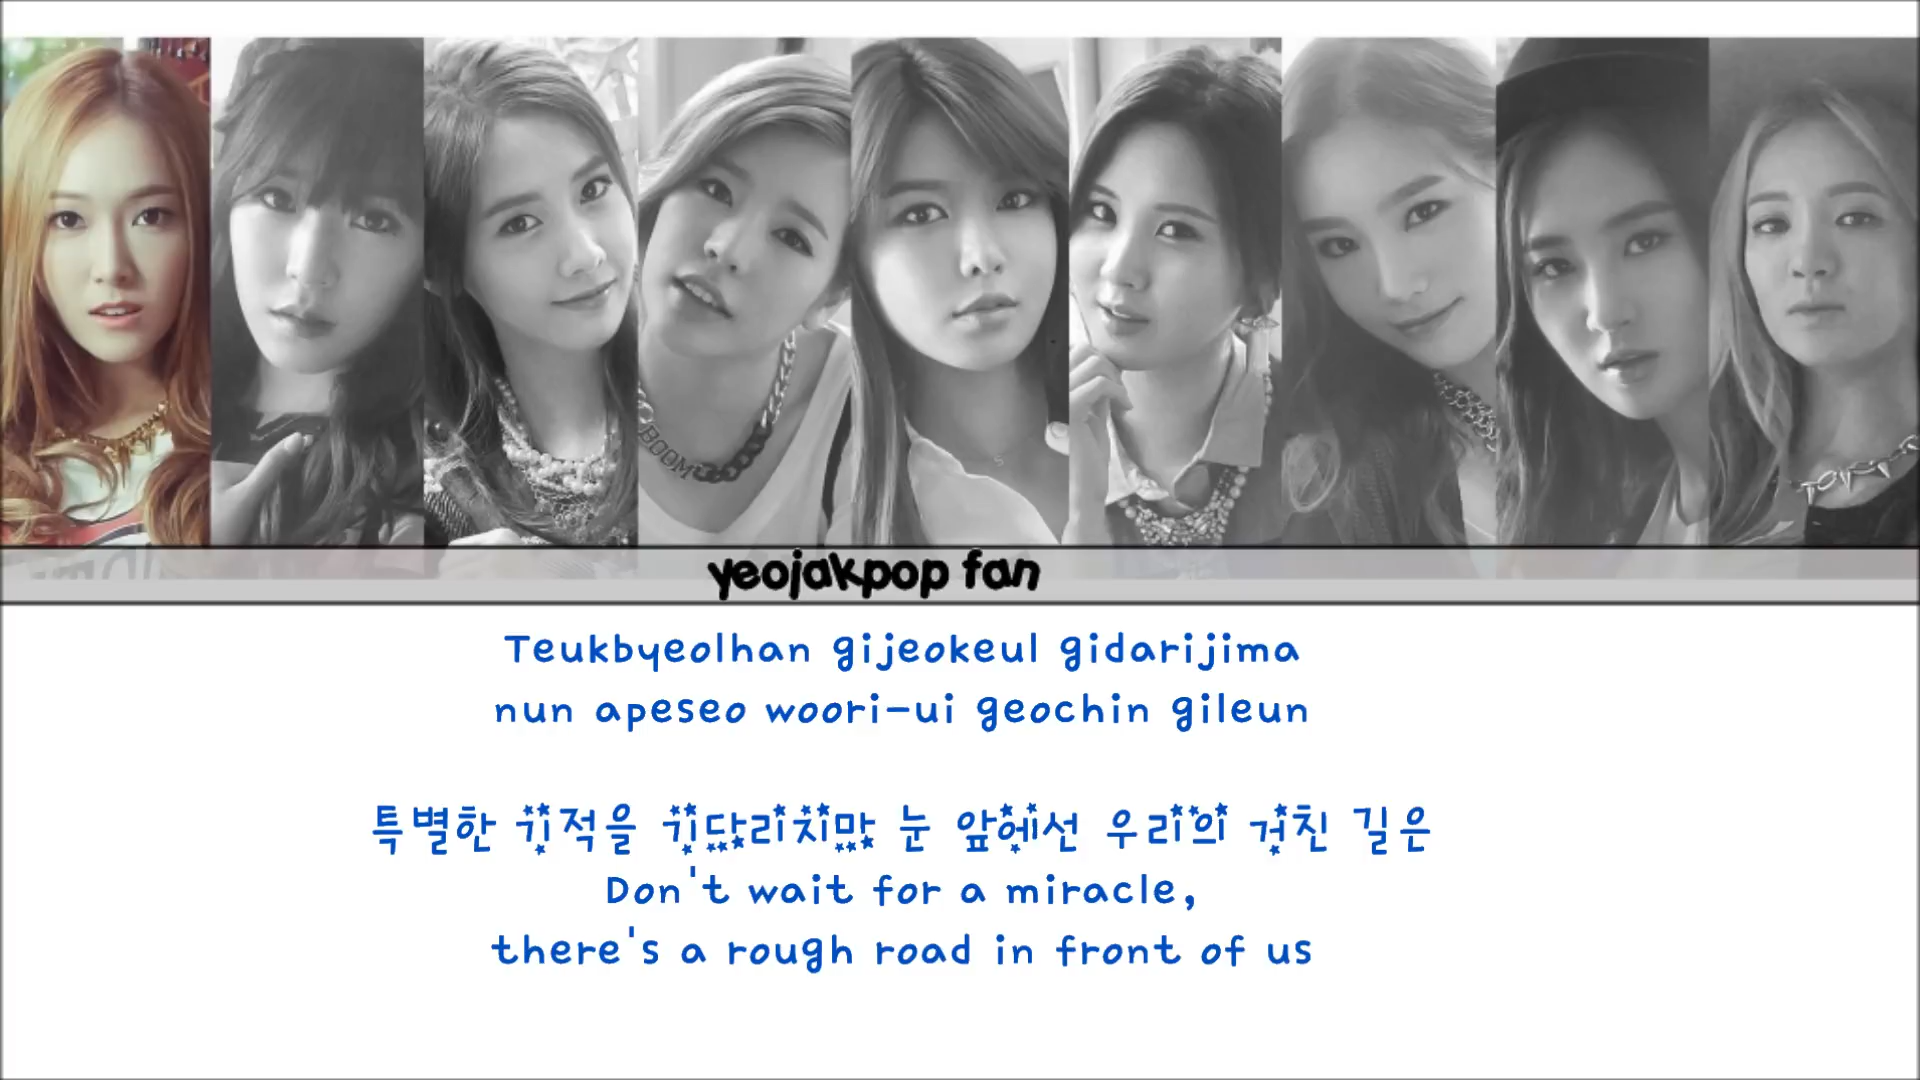 BOOM
yeojakpop fan
Teukbyeolhan gijeokeul gidarijima
nun apeseo woori-ui geochin gileun
특별한 기적을 기다리지마 눈 앞에선 우리의 거친 길은
Don't wait for a miracle,
there's a rough road in front of us